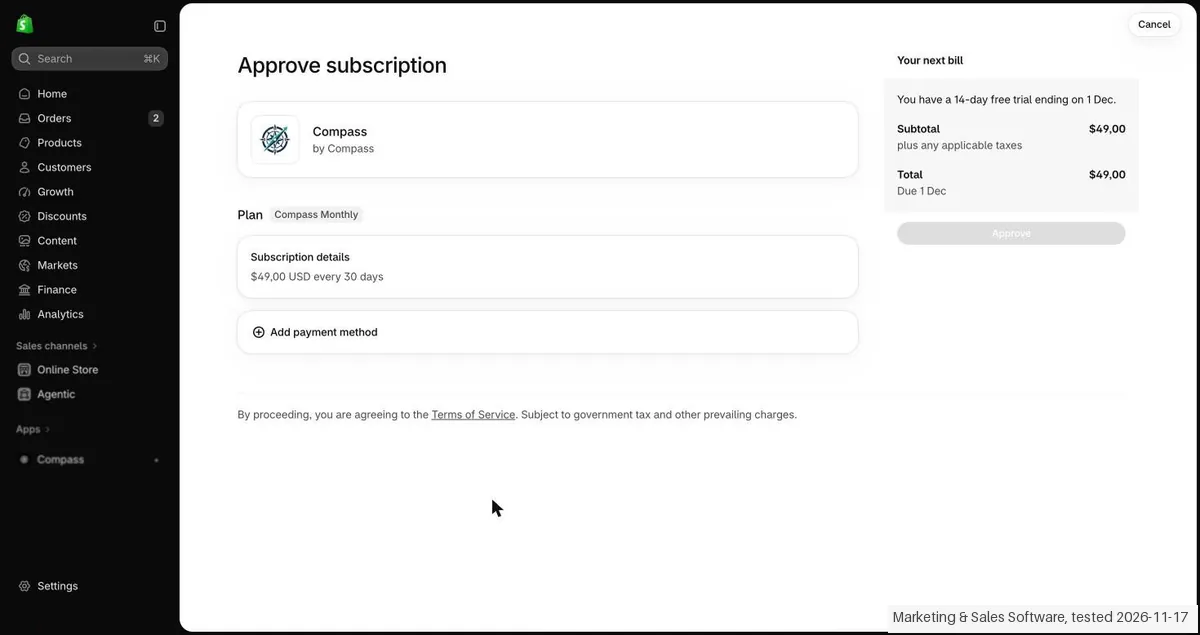 Search ⌘K
Home
Orders 2
Products
Customers
Growth
Discounts
Content
Markets
Finance
Analytics
Sales channels
Online Store
Agentic
Apps
Compass
Settings
Cancel
Approve subscription
Compass
by Compass
Plan Compass Monthly
Subscription details
$49,00 USD every 30 days
Add payment method
By proceeding, you are agreeing to the Terms of Service. Subject to government tax and other prevailing charges.
Your next bill
You have a 14-day free trial ending on 1 Dec.
Subtotal $49,00
plus any applicable taxes
Total $49,00
Due 1 Dec
Approve
Marketing & Sales Software, tested 2026-11-17